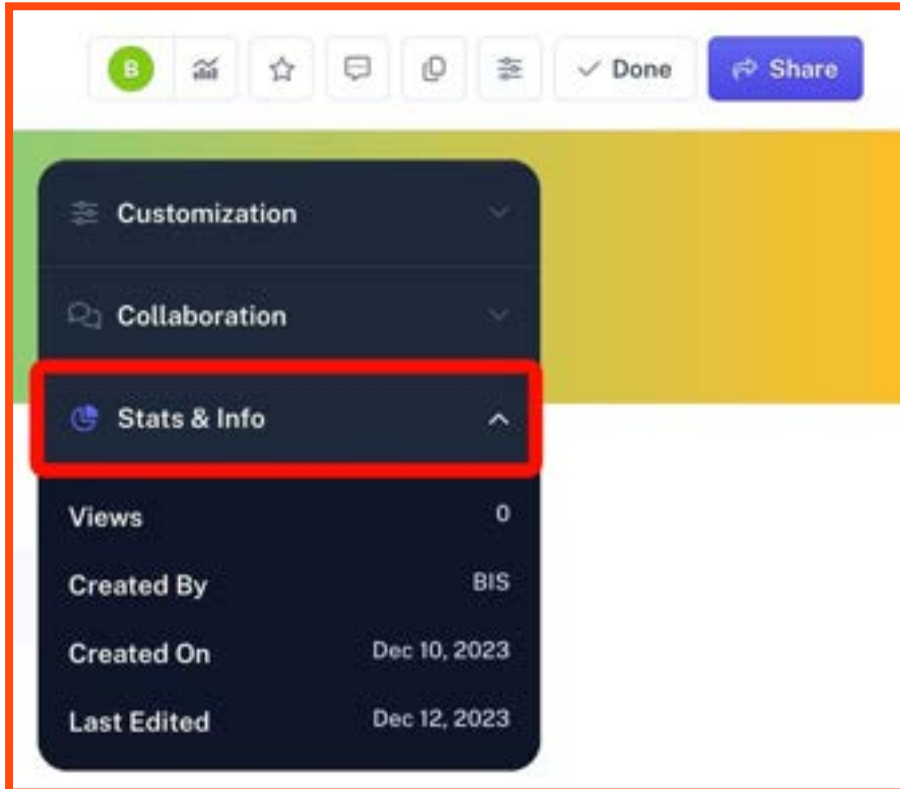 B
Done
Share
Customization
Collaboration
Stats & Info
Views 0
Created By BIS
Created On Dec 10, 2023
Last Edited Dec 12, 2023